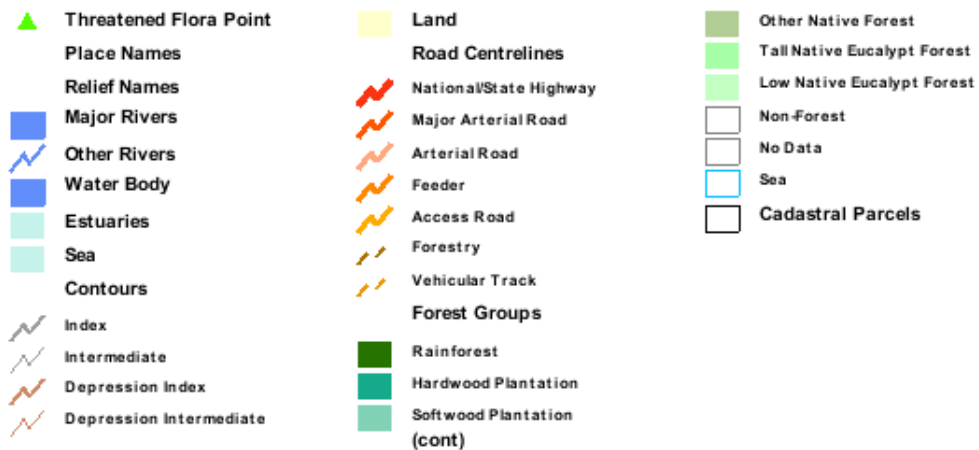 Threatened Flora Point
Place Names
Relief Names
Major Rivers
Other Rivers
Water Body
Estuaries
Sea
Contours
Index
Intermediate
Depression Index
Depression Intermediate
Land
Road Centrelines
National/State Highway
Major Arterial Road
Arterial Road
Feeder
Access Road
Forestry
Vehicular Track
Forest Groups
Rainforest
Hardwood Plantation
Softwood Plantation
(cont)
Other Native Forest
Tall Native Eucalypt Forest
Low Native Eucalypt Forest
Non-Forest
No Data
Sea
Cadastral Parcels